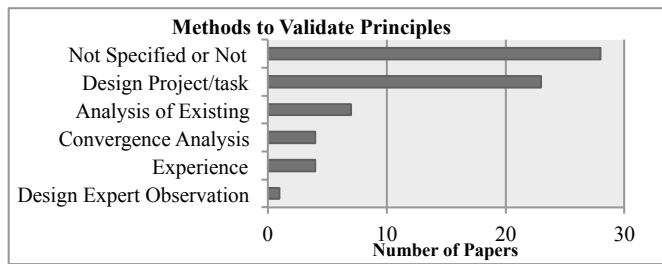 Methods to Validate Principles
Not Specified or Not
Design Project/task
Analysis of Existing
Convergence Analysis
Experience
Design Expert Observation
0 10 20 30
Number of Papers